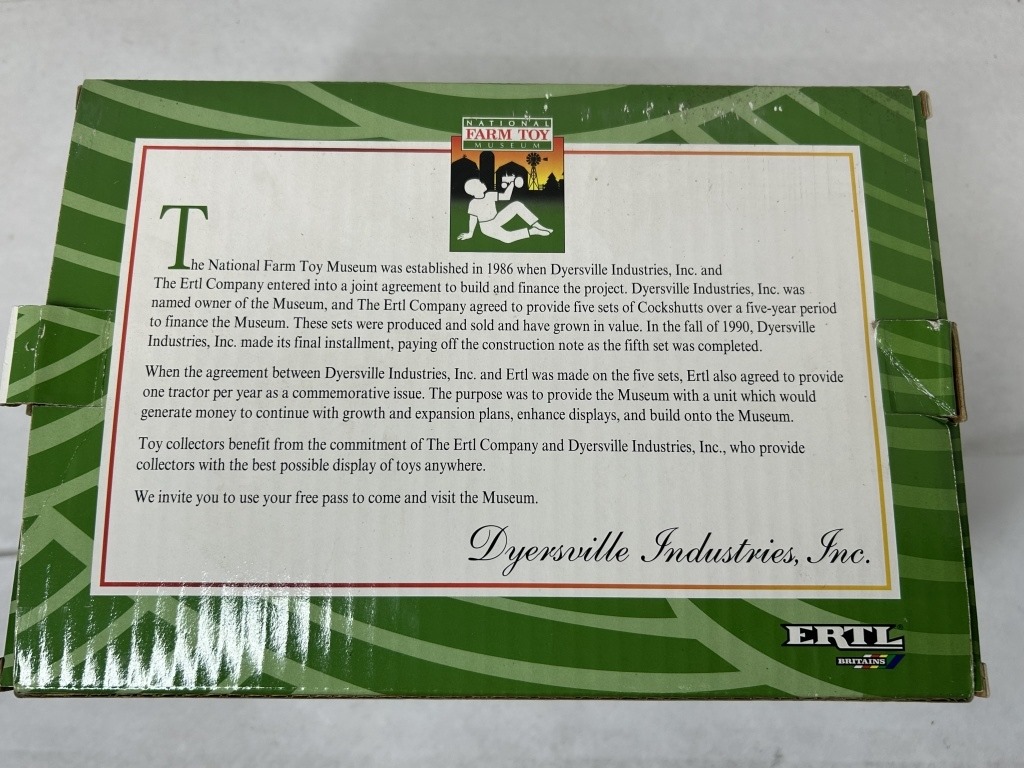 NATIONAL
FARM TOY
MUSEUM
The National Farm Toy Museum was established in 1986 when Dyersville Industries, Inc. and
The Ertl Company entered into a joint agreement to build and finance the project. Dyersville Industries, Inc. was
named owner of the Museum, and The Ertl Company agreed to provide five sets of Cockshutts over a five-year period
to finance the Museum. These sets were produced and sold and have grown in value. In the fall of 1990, Dyersville
Industries, Inc. made its final installment, paying off the construction note as the fifth set was completed.
When the agreement between Dyersville Industries, Inc. and Ertl was made on the five sets, Ertl also agreed to provide
one tractor per year as a commemorative issue. The purpose was to provide the Museum with a unit which would
generate money to continue with growth and expansion plans, enhance displays, and build onto the Museum.
Toy collectors benefit from the commitment of The Ertl Company and Dyersville Industries, Inc., who provide
collectors with the best possible display of toys anywhere.
We invite you to use your free pass to come and visit the Museum.
Dyersville Industries, Inc.
ERTL
BRITAINS